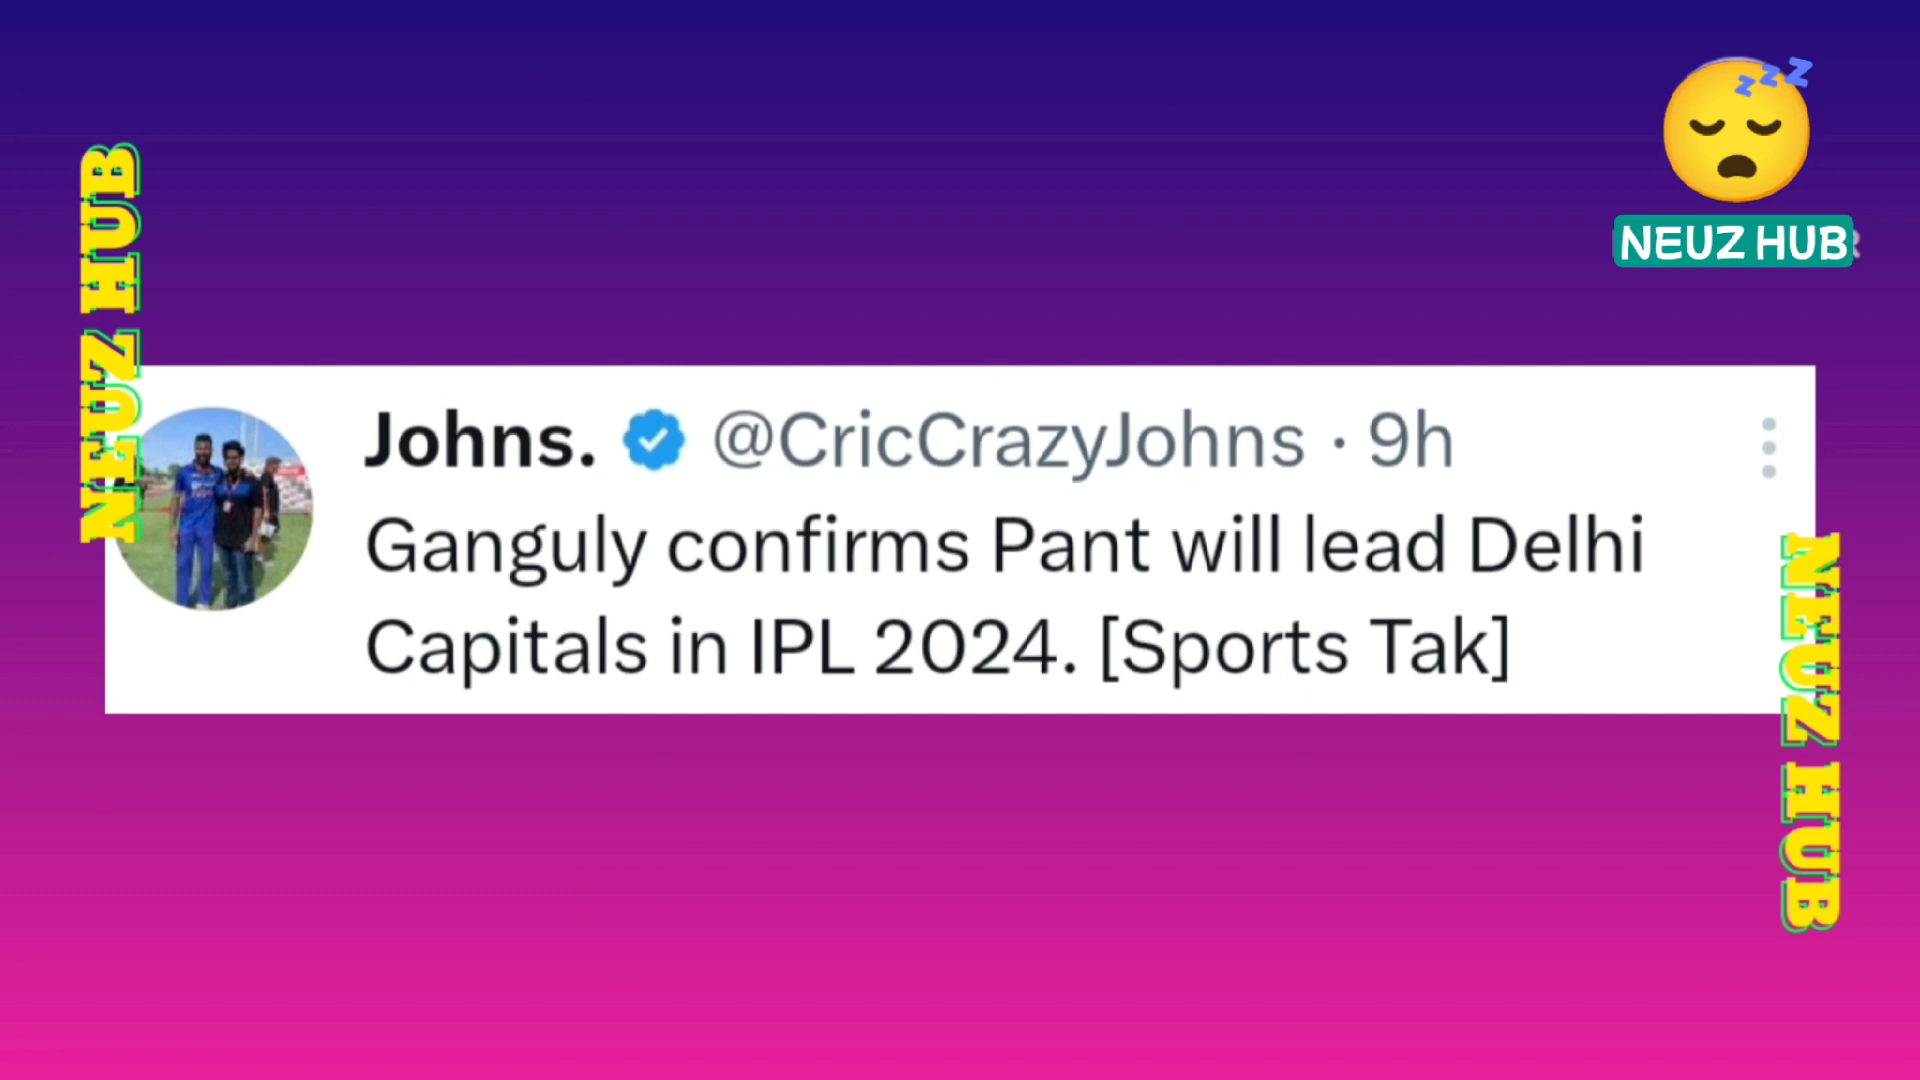 zzz
NEUZ HUB
NEUZ HUB
Johns. @CricCrazyJohns · 9h
Ganguly confirms Pant will lead Delhi
Capitals in IPL 2024. [Sports Tak]
NEUZ HUB